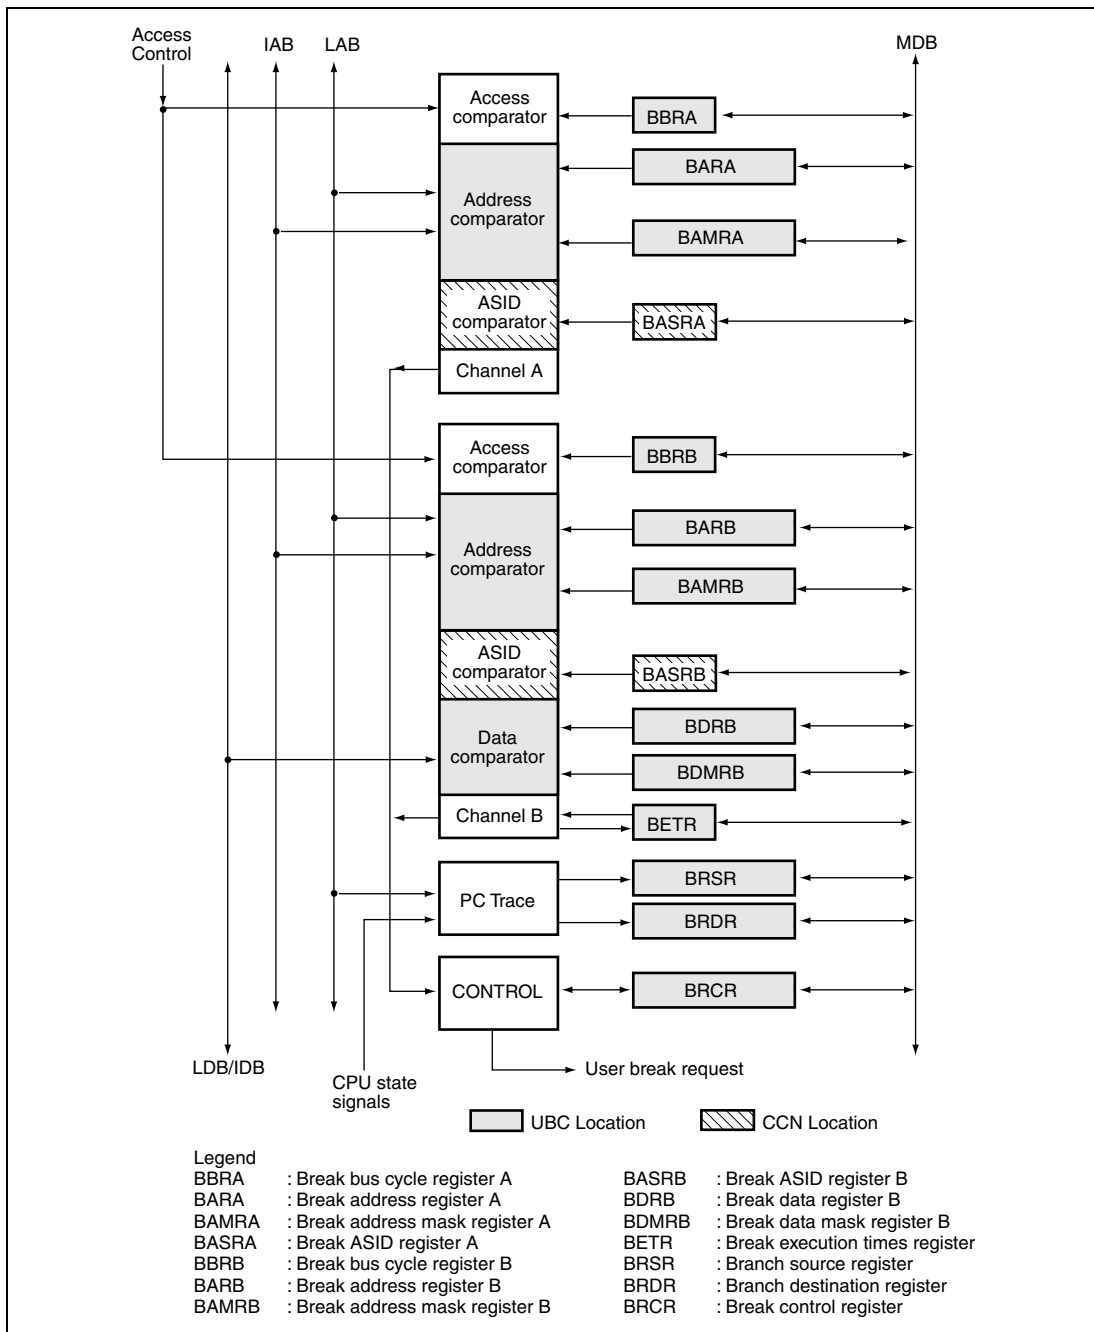 Access
Control
IAB
LAB
MDB
Access
comparator
BBRA
BARA
Address
comparator
BAMRA
ASID
comparator
BASRA
Channel A
Access
comparator
BBRB
BARB
Address
comparator
BAMRB
ASID
comparator
BASRB
BDRB
Data
comparator
BDMRB
Channel B
BETR
BRSR
PC Trace
BRDR
CONTROL
BRCR
LDB/IDB
User break request
CPU state
signals
UBC Location
CCN Location
Legend
BBRA : Break bus cycle register A
BARA : Break address register A
BAMRA : Break address mask register A
BASRA : Break ASID register A
BBRB : Break bus cycle register B
BARB : Break address register B
BAMRB : Break address mask register B
BASRB : Break ASID register B
BDRB : Break data register B
BDMRB : Break data mask register B
BETR : Break execution times register
BRSR : Branch source register
BRDR : Branch destination register
BRCR : Break control register